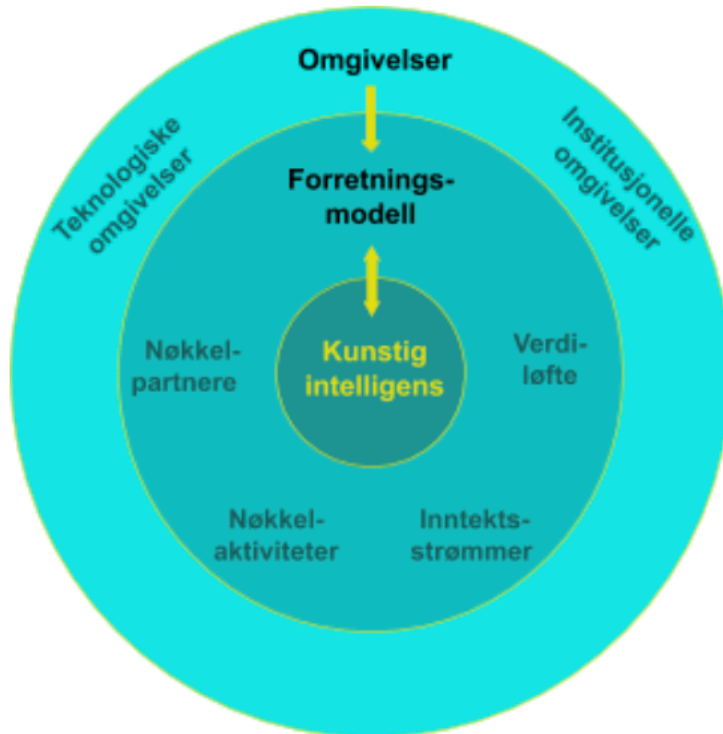 Omgivelser
Teknologiske
omgivelser
Institusjonelle
omgivelser
Forretnings-
modell
Kunstig
intelligens
Nøkkel-
partnere
Verdi-
løfte
Nøkkel-
aktiviteter
Inntekts-
strømmer